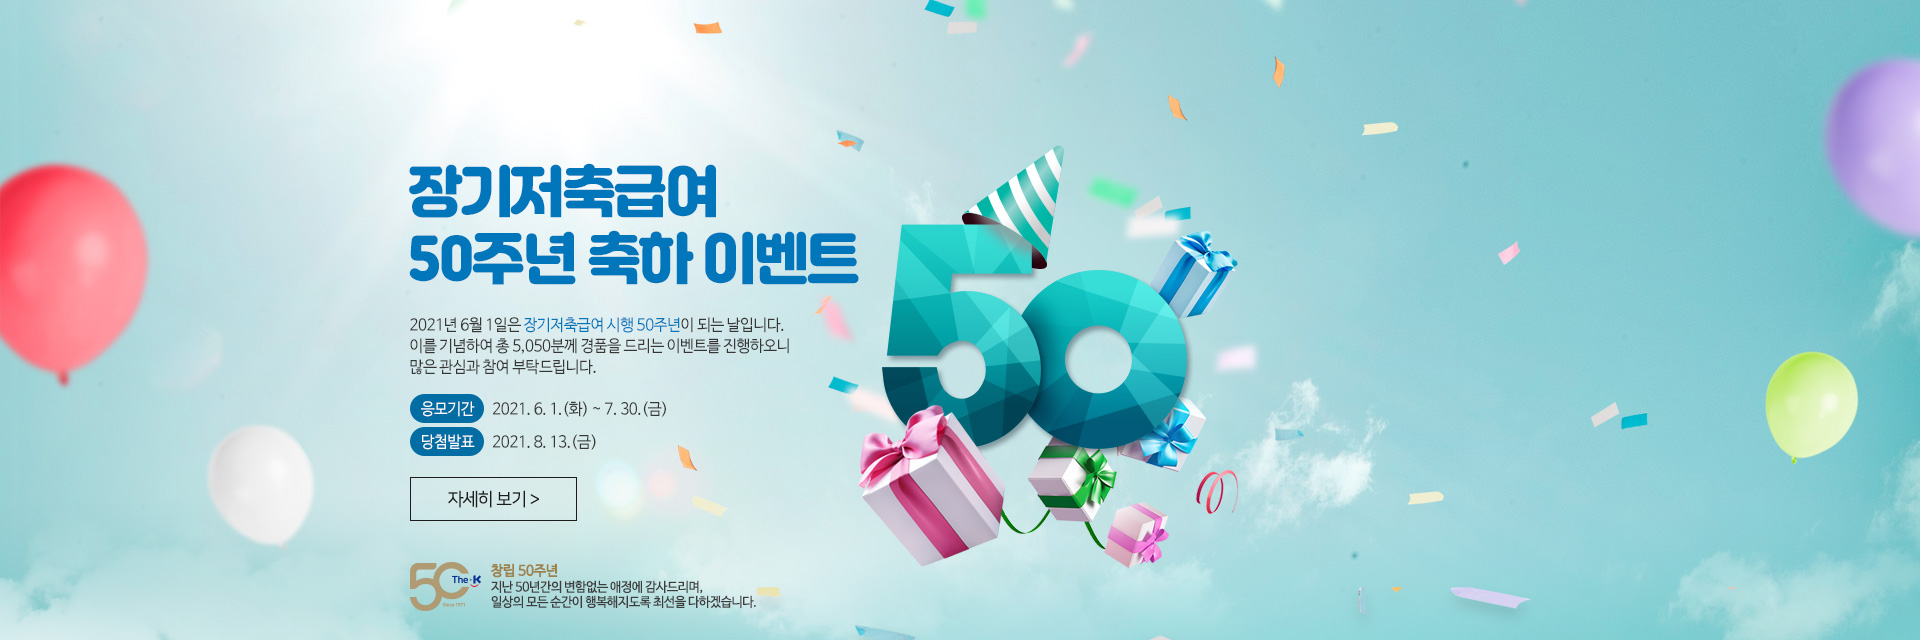 장기저축급여
50주년 축하 이벤트
2021년 6월 1일은 장기저축급여 시행 50주년이 되는 날입니다.
이를 기념하여 총 5,050분께 경품을 드리는 이벤트를 진행하오니
많은 관심과 참여 부탁드립니다.
응모기간 2021. 6. 1.(화) ~ 7. 30.(금)
당첨발표 2021. 8. 13.(금)
자세히 보기 >
50
50 The-K
Since 1971
창립 50주년
지난 50년간의 변함없는 애정에 감사드리며,
일상의 모든 순간이 행복해지도록 최선을 다하겠습니다.